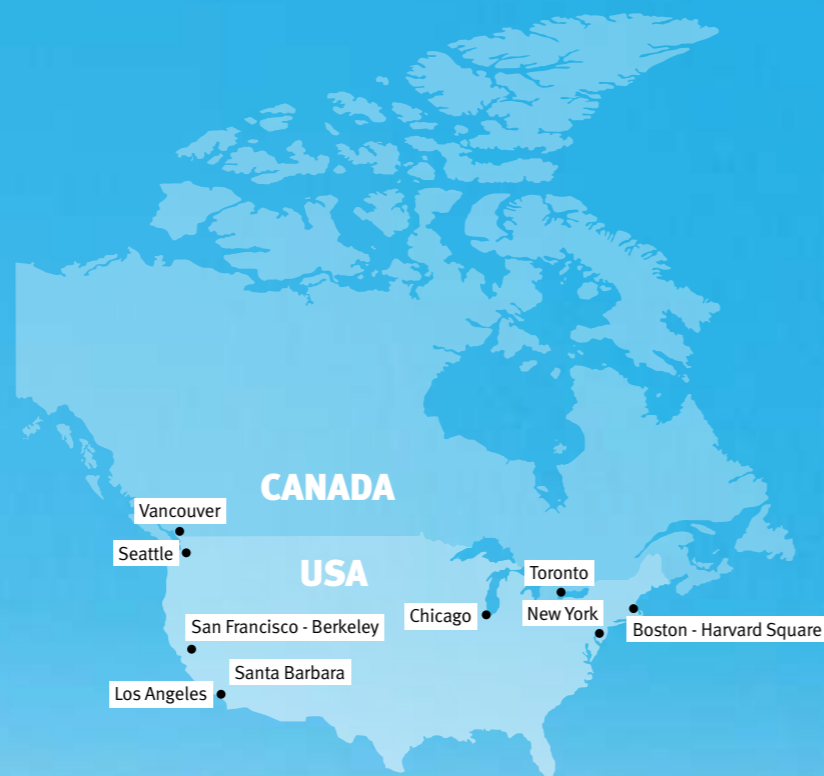 CANADA
Vancouver
Seattle
USA
Toronto
Chicago
New York
San Francisco - Berkeley
Boston - Harvard Square
Santa Barbara
Los Angeles